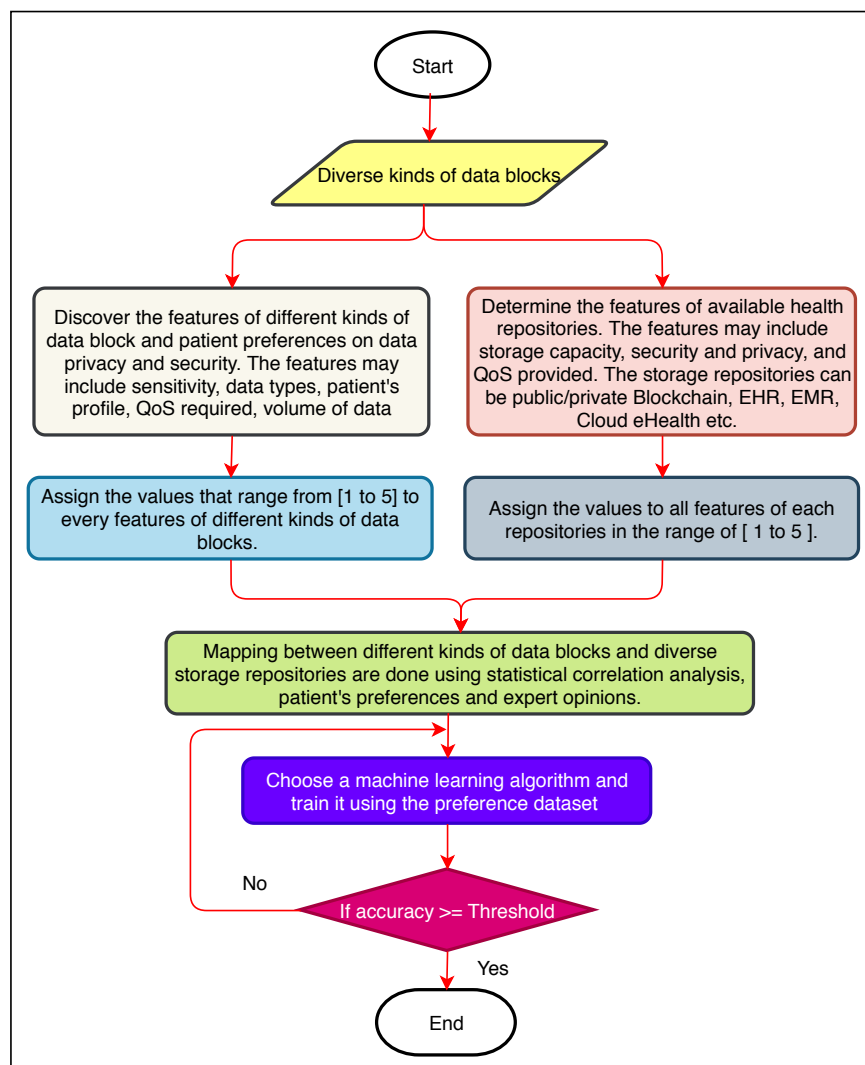 Start
Diverse kinds of data blocks
Discover the features of different kinds of
data block and patient preferences on data
privacy and security. The features may
include sensitivity, data types, patient's
profile, QoS required, volume of data
Determine the features of available health
repositories. The features may include
storage capacity, security and privacy, and
QoS provided. The storage repositories can
be public/private Blockchain, EHR, EMR,
Cloud eHealth etc.
Assign the values that range from [1 to 5] to
every features of different kinds of data
blocks.
Assign the values to all features of each
repositories in the range of [ 1 to 5 ].
Mapping between different kinds of data blocks and diverse
storage repositories are done using statistical correlation analysis,
patient's preferences and expert opinions.
Choose a machine learning algorithm and
train it using the preference dataset
No
If accuracy >= Threshold
Yes
End